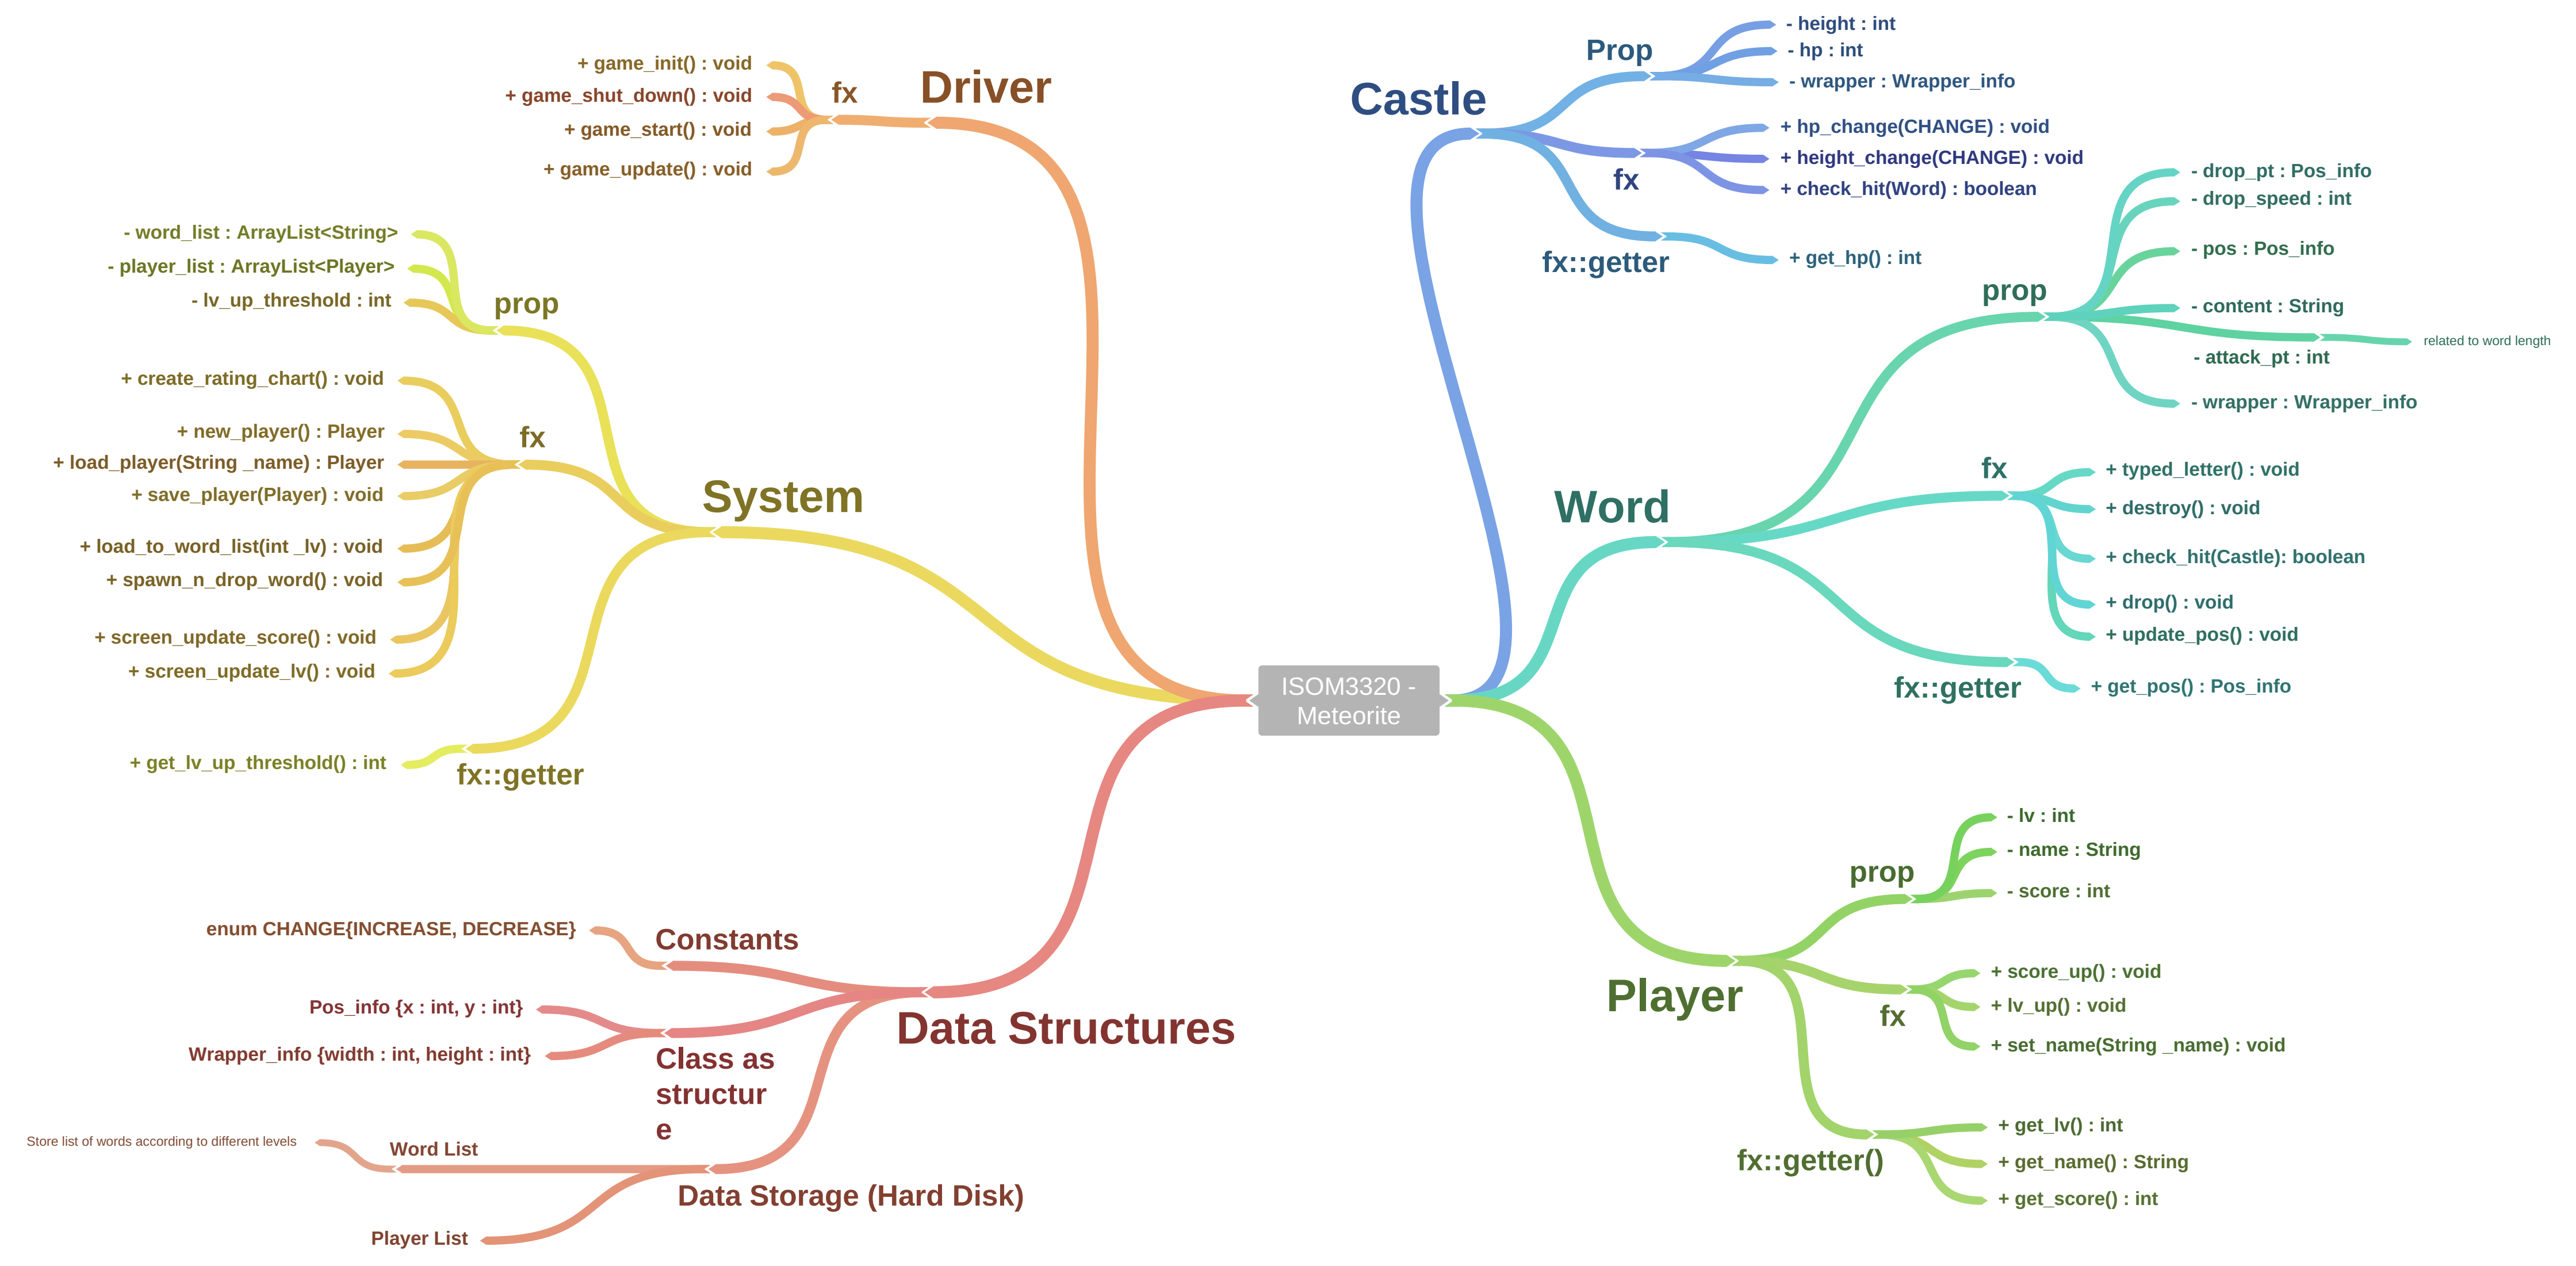 ISOM3320 -
Meteorite
Driver
fx
+ game_init() : void
+ game_shut_down() : void
+ game_start() : void
+ game_update() : void
System
prop
- word_list : ArrayList<String>
- player_list : ArrayList<Player>
- lv_up_threshold : int
fx
+ create_rating_chart() : void
+ new_player() : Player
+ load_player(String _name) : Player
+ save_player(Player) : void
+ load_to_word_list(int _lv) : void
+ spawn_n_drop_word() : void
+ screen_update_score() : void
+ screen_update_lv() : void
fx::getter
+ get_lv_up_threshold() : int
Data Structures
Constants
enum CHANGE{INCREASE, DECREASE}
Class as
structur
e
Pos_info {x : int, y : int}
Wrapper_info {width : int, height : int}
Data Storage (Hard Disk)
Word List
Store list of words according to different levels
Player List
Castle
Prop
- height : int
- hp : int
- wrapper : Wrapper_info
fx
+ hp_change(CHANGE) : void
+ height_change(CHANGE) : void
+ check_hit(Word) : boolean
fx::getter
+ get_hp() : int
Word
prop
- drop_pt : Pos_info
- drop_speed : int
- pos : Pos_info
- content : String
- attack_pt : int
related to word length
- wrapper : Wrapper_info
fx
+ typed_letter() : void
+ destroy() : void
+ check_hit(Castle): boolean
+ drop() : void
+ update_pos() : void
fx::getter
+ get_pos() : Pos_info
Player
prop
- lv : int
- name : String
- score : int
fx
+ score_up() : void
+ lv_up() : void
+ set_name(String _name) : void
fx::getter()
+ get_lv() : int
+ get_name() : String
+ get_score() : int